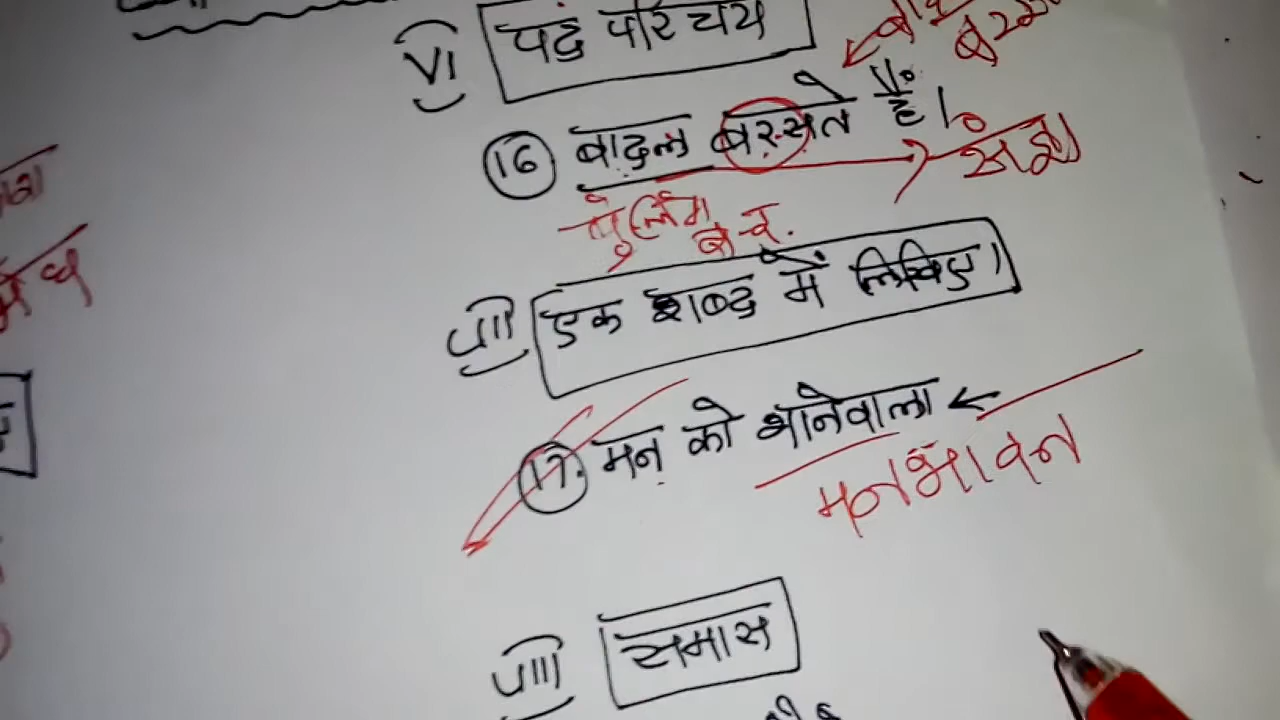 VI पद परिचय
16 बादल बरसते हैं।
संज्ञा
पुलिंग
ब.व.
VII एक शब्द में लिखिए।
17. मन को भानेवाला ←
मनभावन
VIII समास